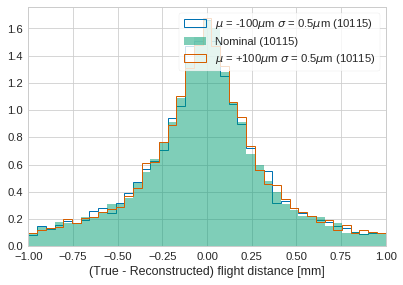 μ = -100μm σ = 0.5μm (10115)
Nominal (10115)
μ = +100μm σ = 0.5μm (10115)
1.6
1.4
1.2
1.0
0.8
0.6
0.4
0.2
0.0
−1.00 −0.75 −0.50 −0.25 0.00 0.25 0.50 0.75 1.00
(True - Reconstructed) flight distance [mm]